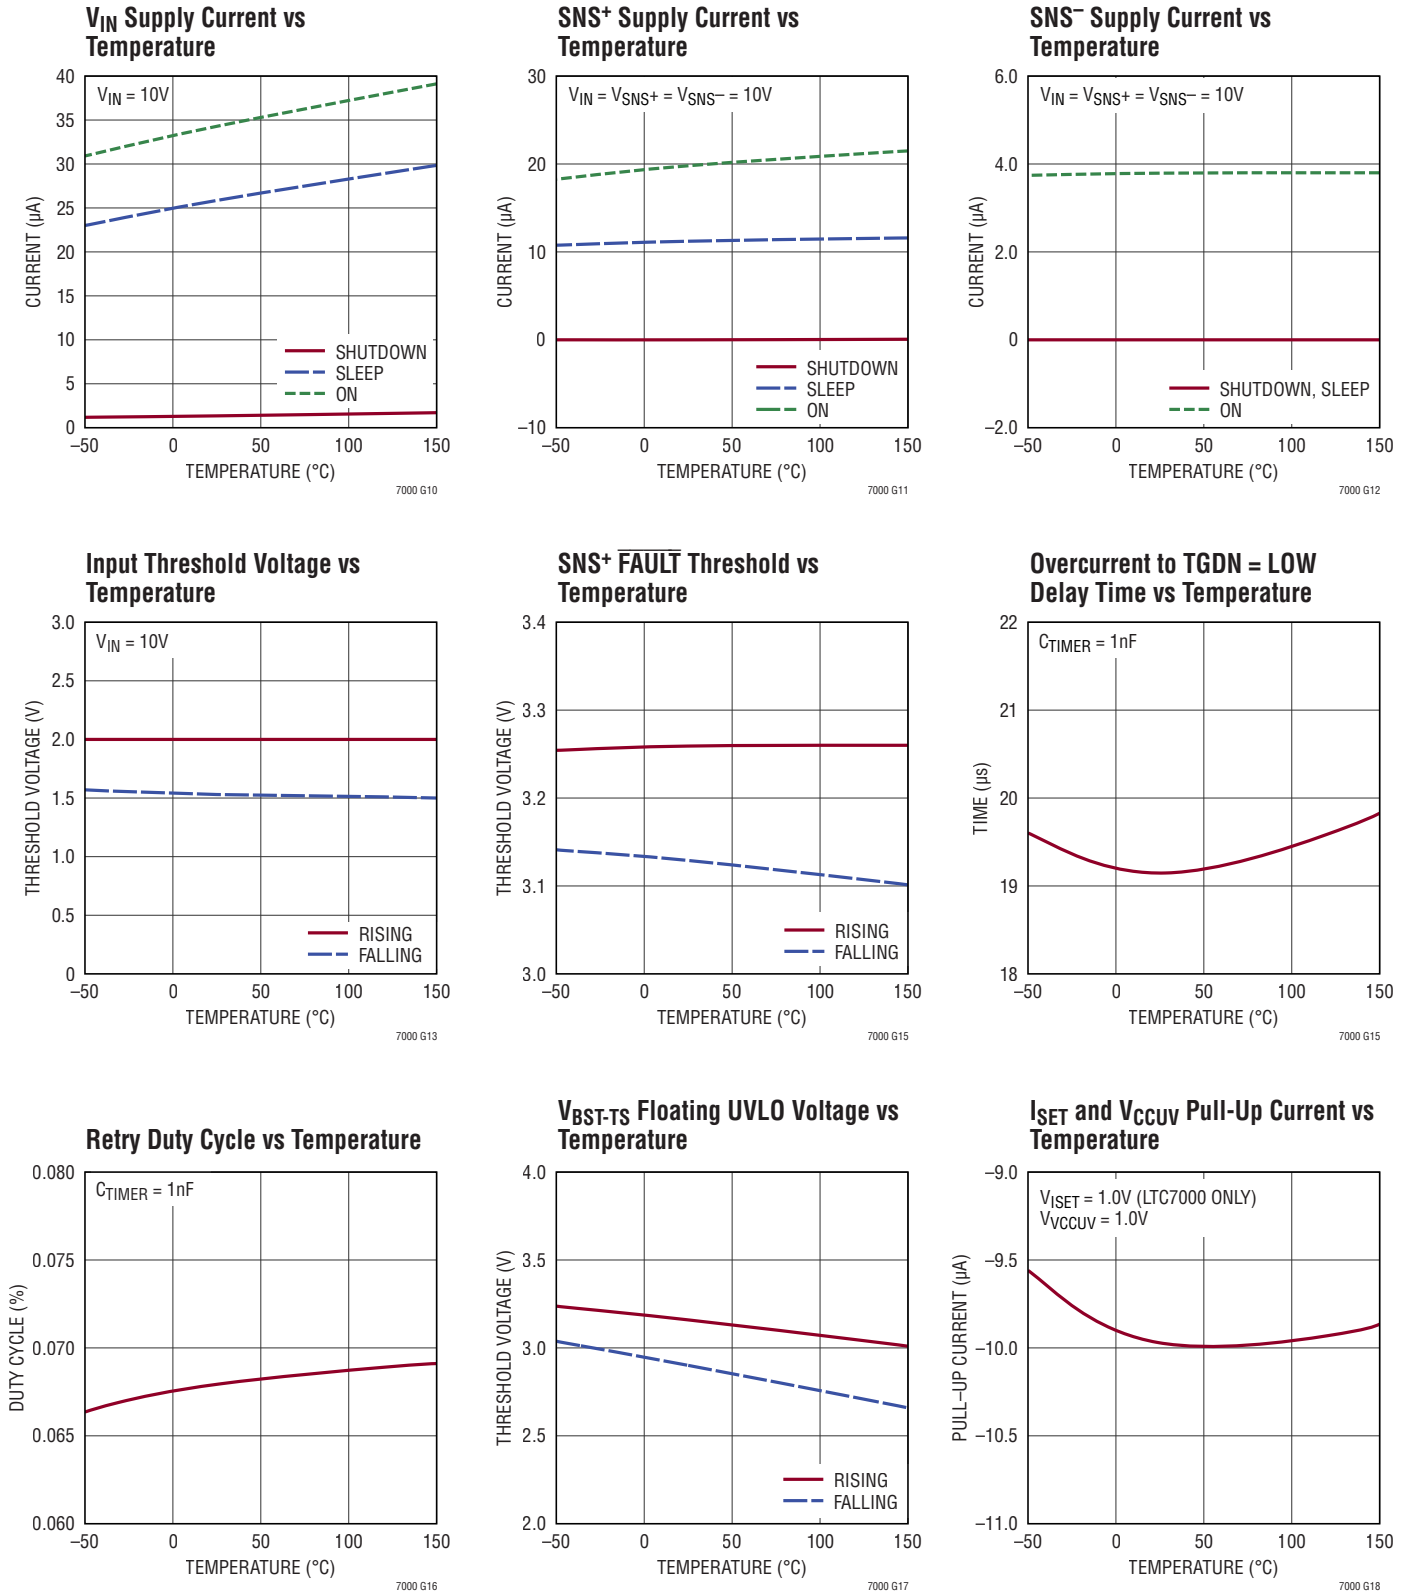 VIN Supply Current vs
Temperature
40
35
30
25
20
15
10
5
0
CURRENT (µA)
VIN = 10V
SHUTDOWN
SLEEP
ON
–50
0
50
100
150
TEMPERATURE (°C)
7000 G10
SNS+ Supply Current vs
Temperature
30
20
10
0
–10
CURRENT (µA)
VIN = VSNS+ = VSNS– = 10V
SHUTDOWN
SLEEP
ON
–50
0
50
100
150
TEMPERATURE (°C)
7000 G11
SNS– Supply Current vs
Temperature
6.0
4.0
2.0
0
–2.0
CURRENT (µA)
VIN = VSNS+ = VSNS– = 10V
SHUTDOWN, SLEEP
ON
–50
0
50
100
150
TEMPERATURE (°C)
7000 G12
Input Threshold Voltage vs
Temperature
3.0
2.5
2.0
1.5
1.0
0.5
0
THRESHOLD VOLTAGE (V)
VIN = 10V
RISING
FALLING
–50
0
50
100
150
TEMPERATURE (°C)
7000 G13
SNS+ FAULT Threshold vs
Temperature
3.4
3.3
3.2
3.1
3.0
THRESHOLD VOLTAGE (V)
RISING
FALLING
–50
0
50
100
150
TEMPERATURE (°C)
7000 G15
Overcurrent to TGDN = LOW
Delay Time vs Temperature
22
21
20
19
18
TIME (µs)
CTIMER = 1nF
–50
0
50
100
150
TEMPERATURE (°C)
7000 G15
Retry Duty Cycle vs Temperature
0.080
0.075
0.070
0.065
0.060
DUTY CYCLE (%)
CTIMER = 1nF
–50
0
50
100
150
TEMPERATURE (°C)
7000 G16
VBST-TS Floating UVLO Voltage vs
Temperature
4.0
3.5
3.0
2.5
2.0
THRESHOLD VOLTAGE (V)
RISING
FALLING
–50
0
50
100
150
TEMPERATURE (°C)
7000 G17
ISET and VCCUV Pull-Up Current vs
Temperature
–9.0
–9.5
–10.0
–10.5
–11.0
PULL–UP CURRENT (µA)
VISET = 1.0V (LTC7000 ONLY)
VVCCUV = 1.0V
–50
0
50
100
150
TEMPERATURE (°C)
7000 G18